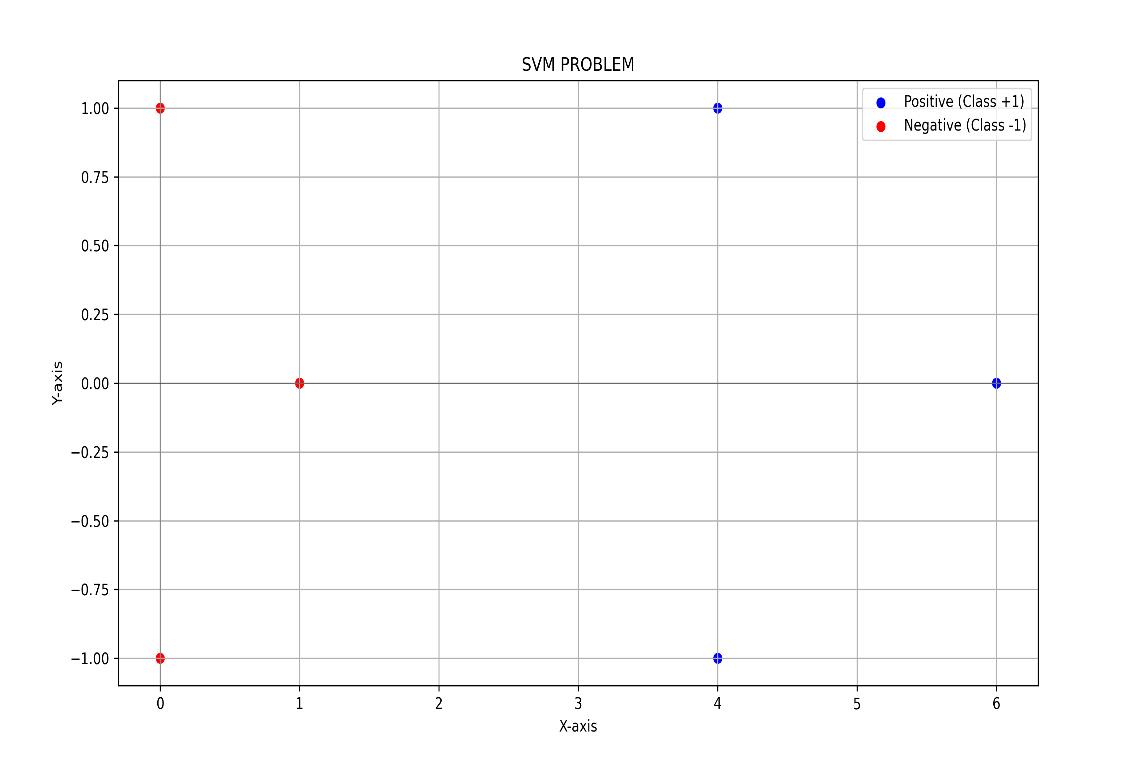 SVM PROBLEM
Positive (Class +1)
Negative (Class -1)
Y-axis
1.00
0.75
0.50
0.25
0.00
−0.25
−0.50
−0.75
−1.00
0 1 2 3 4 5 6
X-axis